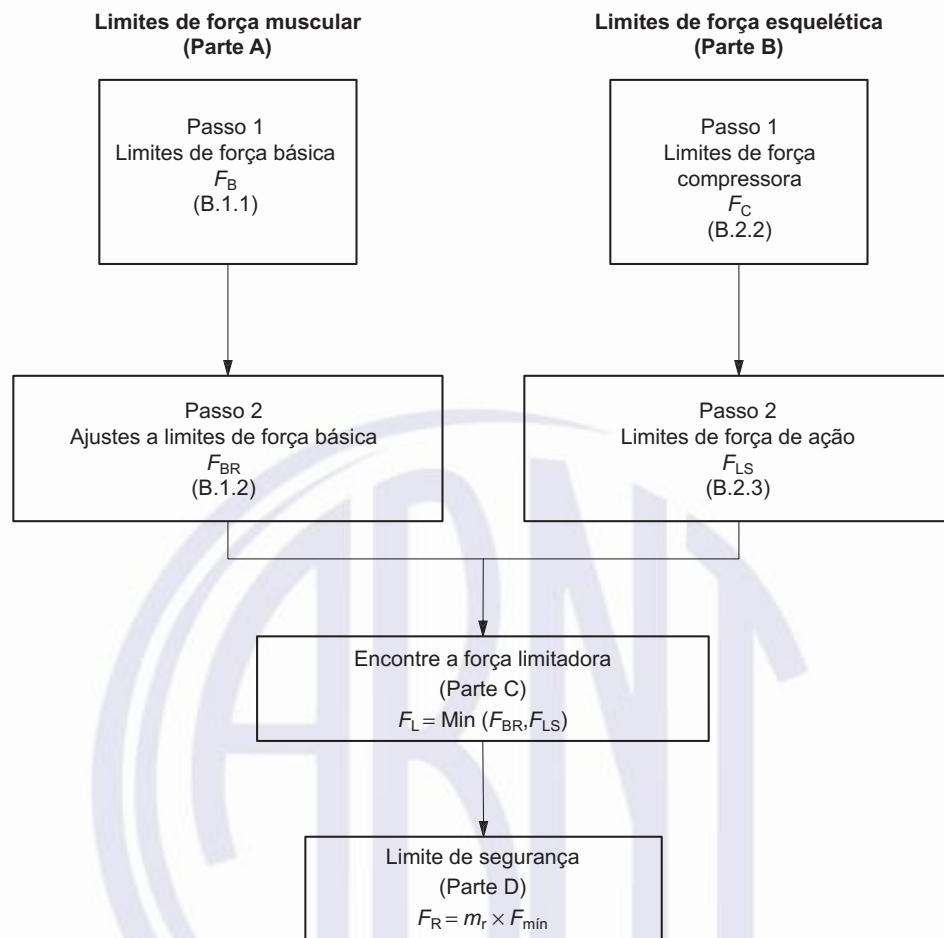 Limites de força muscular
(Parte A)
Limites de força esquelética
(Parte B)
Passo 1
Limites de força básica
F_B
(B.1.1)
Passo 1
Limites de força
compressora
F_C
(B.2.2)
Passo 2
Ajustes a limites de força básica
F_BR
(B.1.2)
Passo 2
Limites de força de ação
F_LS
(B.2.3)
Encontre a força limitadora
(Parte C)
F_L = Min (F_BR,F_LS)
Limite de segurança
(Parte D)
F_R = m_r × F_mín
ABNT